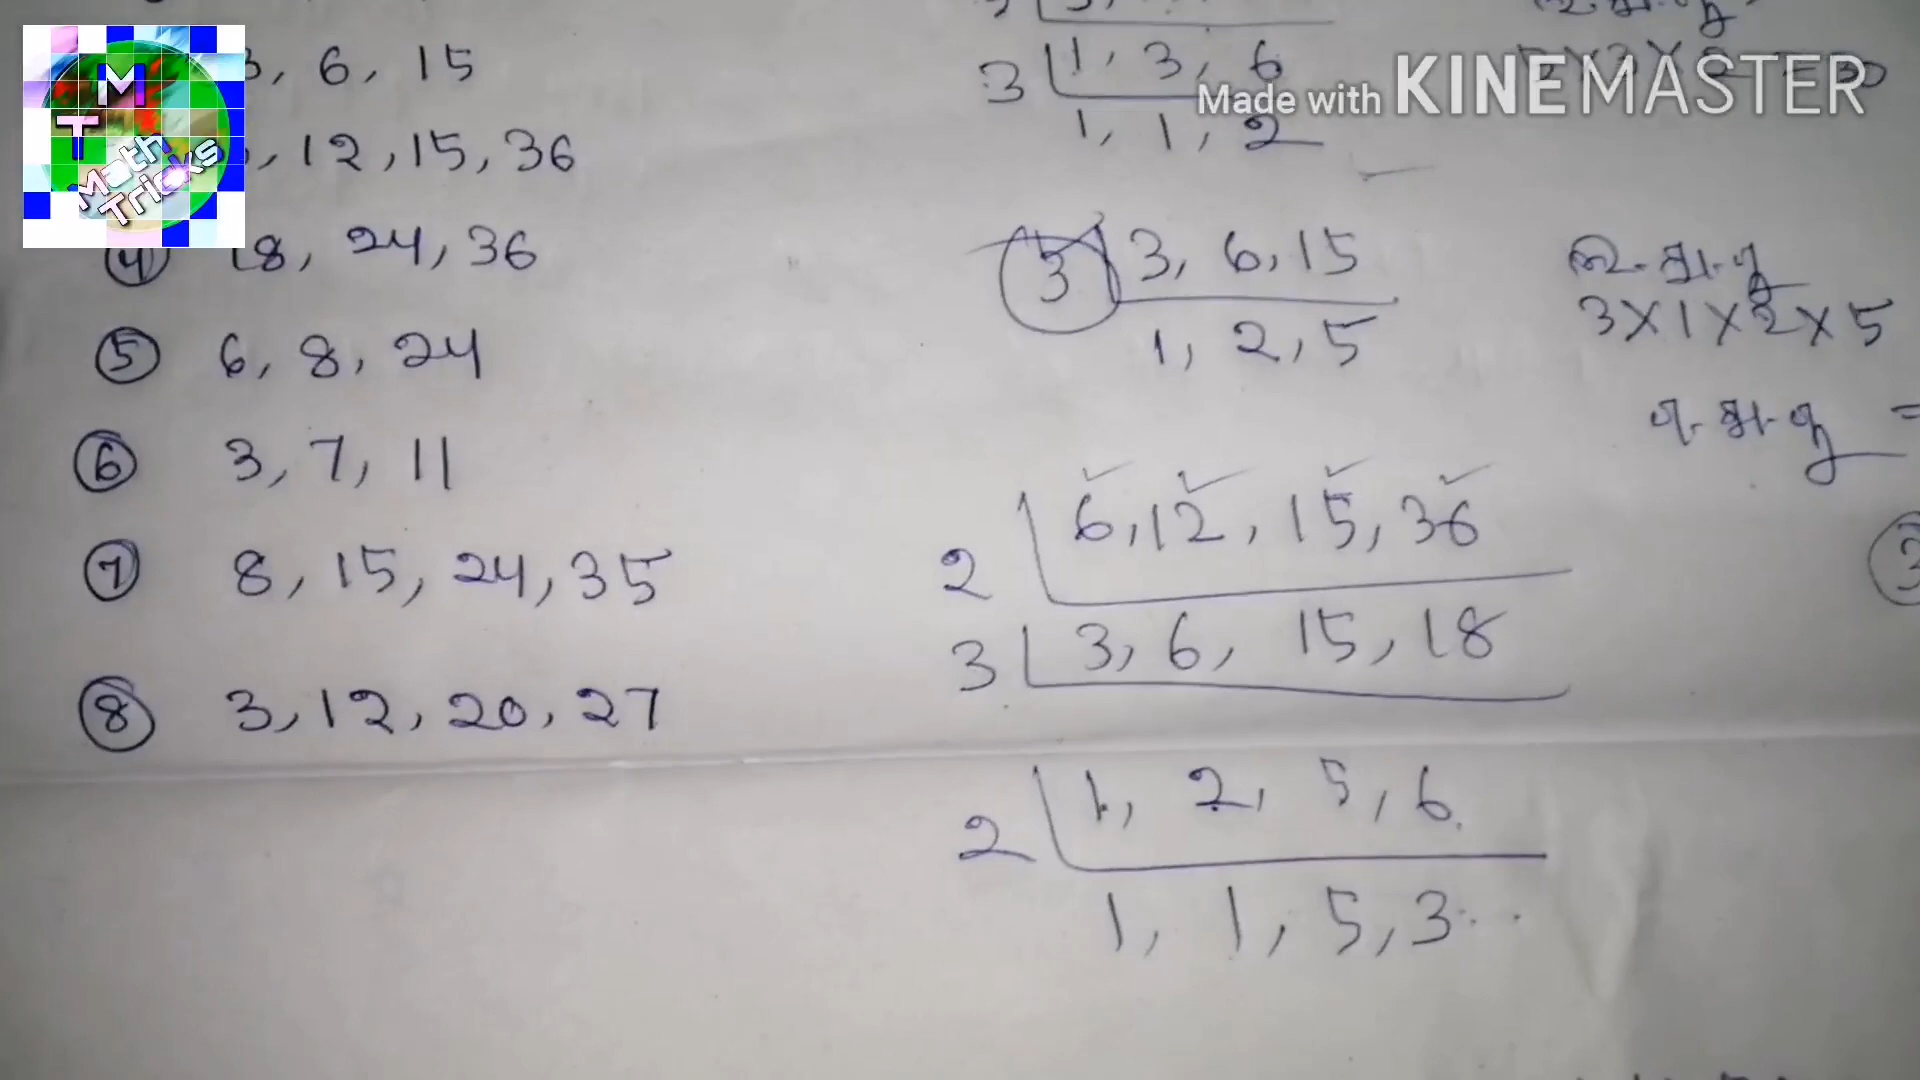 3, 6, 15
12, 15, 36
④ 18, 24, 36
⑤ 6, 8, 24
⑥ 3, 7, 11
⑦ 8, 15, 24, 35
⑧ 3, 12, 20, 27
M
T
Math
Tricks
3 1, 3, 6
1, 1, 2
Made with KINEMASTER
3 3, 6, 15
1, 2, 5
3 X 1 X 2 X 5
2 6, 12, 15, 36
3 3, 6, 15, 18
2 1, 2, 5, 6
1, 1, 5, 3